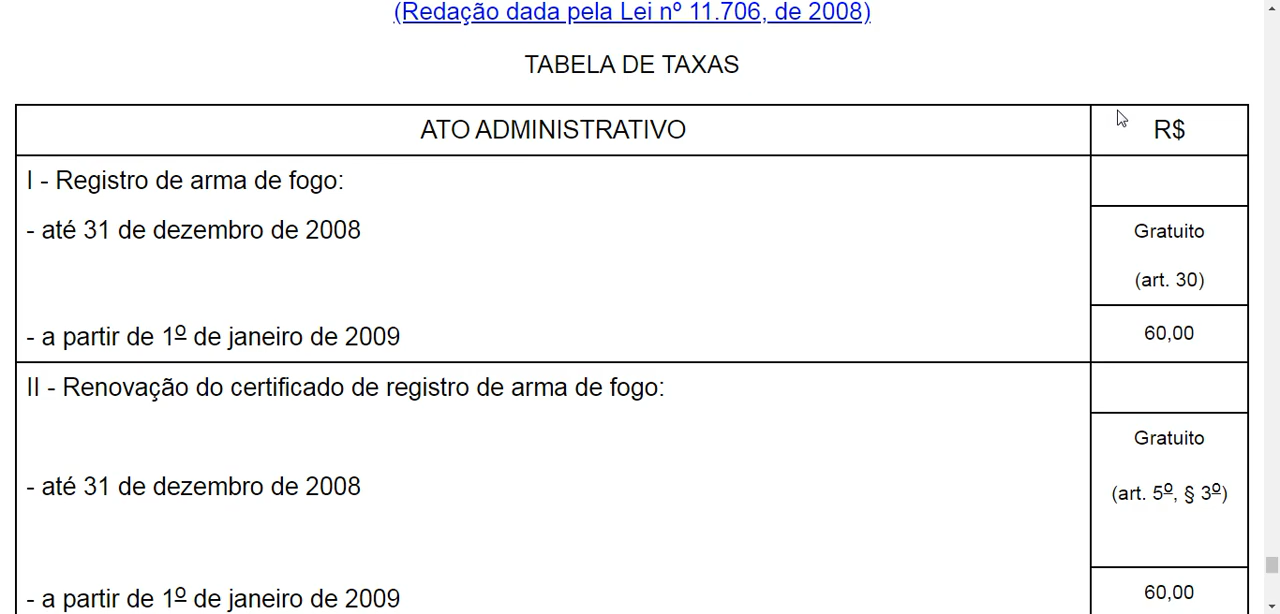 (Redação dada pela Lei nº 11.706, de 2008)
TABELA DE TAXAS
ATO ADMINISTRATIVO R$
I - Registro de arma de fogo:
- até 31 de dezembro de 2008 Gratuito
(art. 30)
- a partir de 1º de janeiro de 2009 60,00
II - Renovação do certificado de registro de arma de fogo:
Gratuito
- até 31 de dezembro de 2008 (art. 5º, § 3º)
- a partir de 1º de janeiro de 2009 60,00